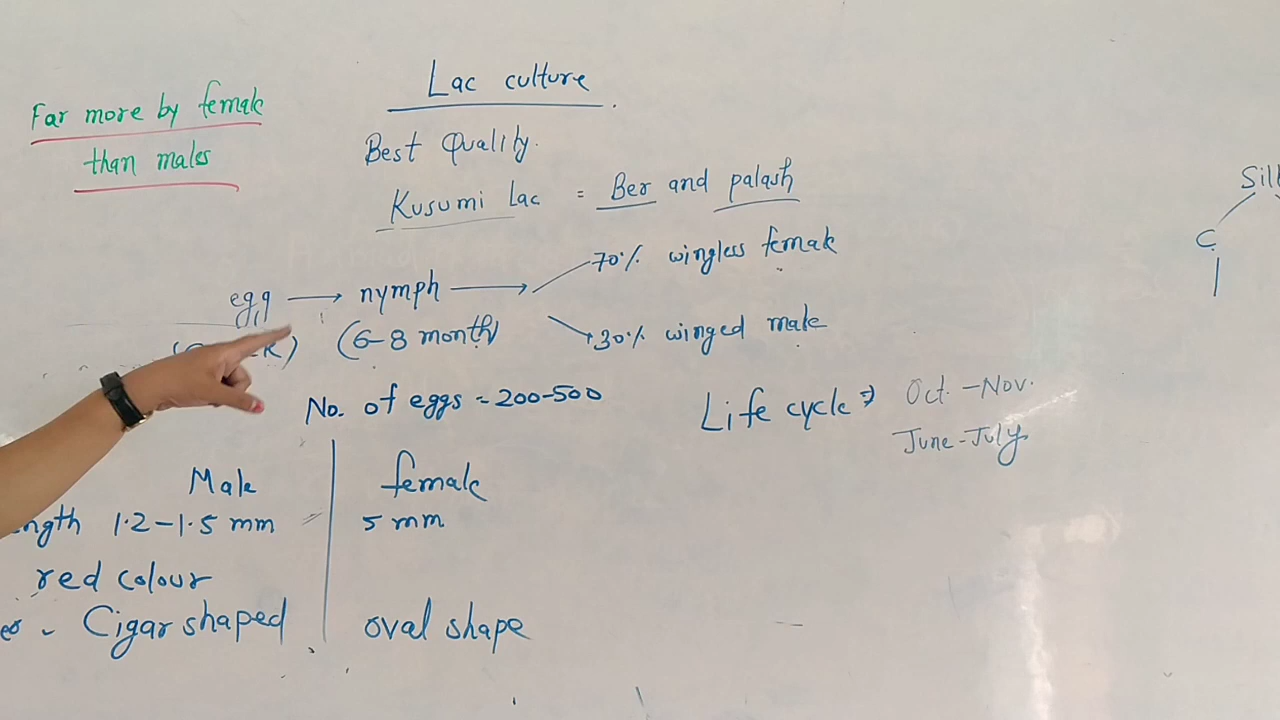 Far more by female
than males
Lac culture
Best Quality.
Kusumi Lac = Ber and palash
egg → nymph → 70% wingless female
30% winged male
(6-8 month)
No. of eggs = 200-500
Life cycle ⇒ Oct.-Nov.
June-July
Male female
1.2-1.5 mm 5 mm
red colour
Cigar shaped oval shape
C